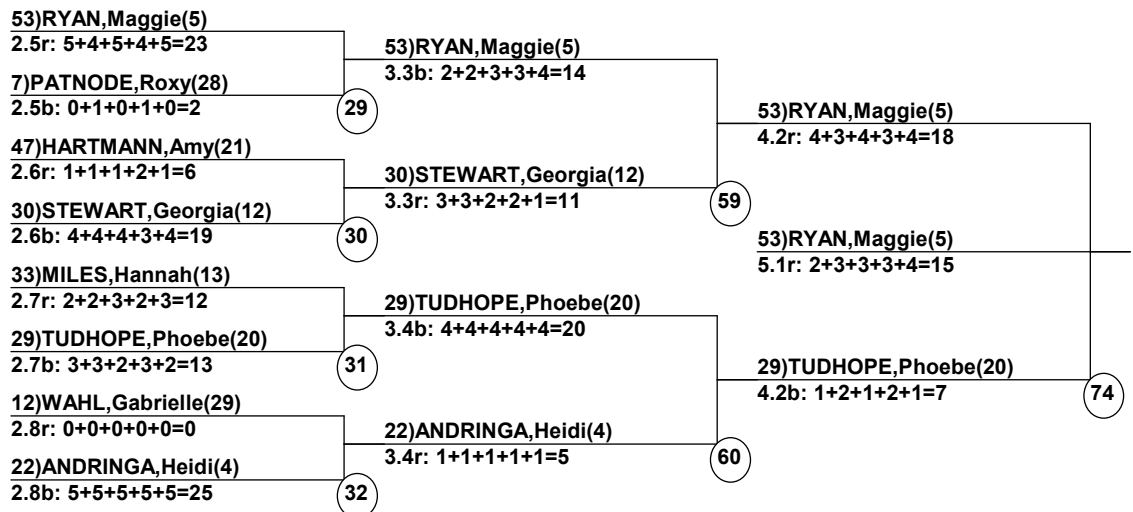 53)RYAN,Maggie(5)
2.5r: 5+4+5+4+5=23
7)PATNODE,Roxy(28)
2.5b: 0+1+0+1+0=2
29
47)HARTMANN,Amy(21)
2.6r: 1+1+1+2+1=6
30)STEWART,Georgia(12)
2.6b: 4+4+4+3+4=19
30
33)MILES,Hannah(13)
2.7r: 2+2+3+2+3=12
29)TUDHOPE,Phoebe(20)
2.7b: 3+3+2+3+2=13
31
12)WAHL,Gabrielle(29)
2.8r: 0+0+0+0+0=0
22)ANDRINGA,Heidi(4)
2.8b: 5+5+5+5+5=25
32
53)RYAN,Maggie(5)
3.3b: 2+2+3+3+4=14
30)STEWART,Georgia(12)
3.3r: 3+3+2+2+1=11
59
29)TUDHOPE,Phoebe(20)
3.4b: 4+4+4+4+4=20
22)ANDRINGA,Heidi(4)
3.4r: 1+1+1+1+1=5
60
53)RYAN,Maggie(5)
4.2r: 4+3+4+3+4=18
53)RYAN,Maggie(5)
5.1r: 2+3+3+3+4=15
29)TUDHOPE,Phoebe(20)
4.2b: 1+2+1+2+1=7
74